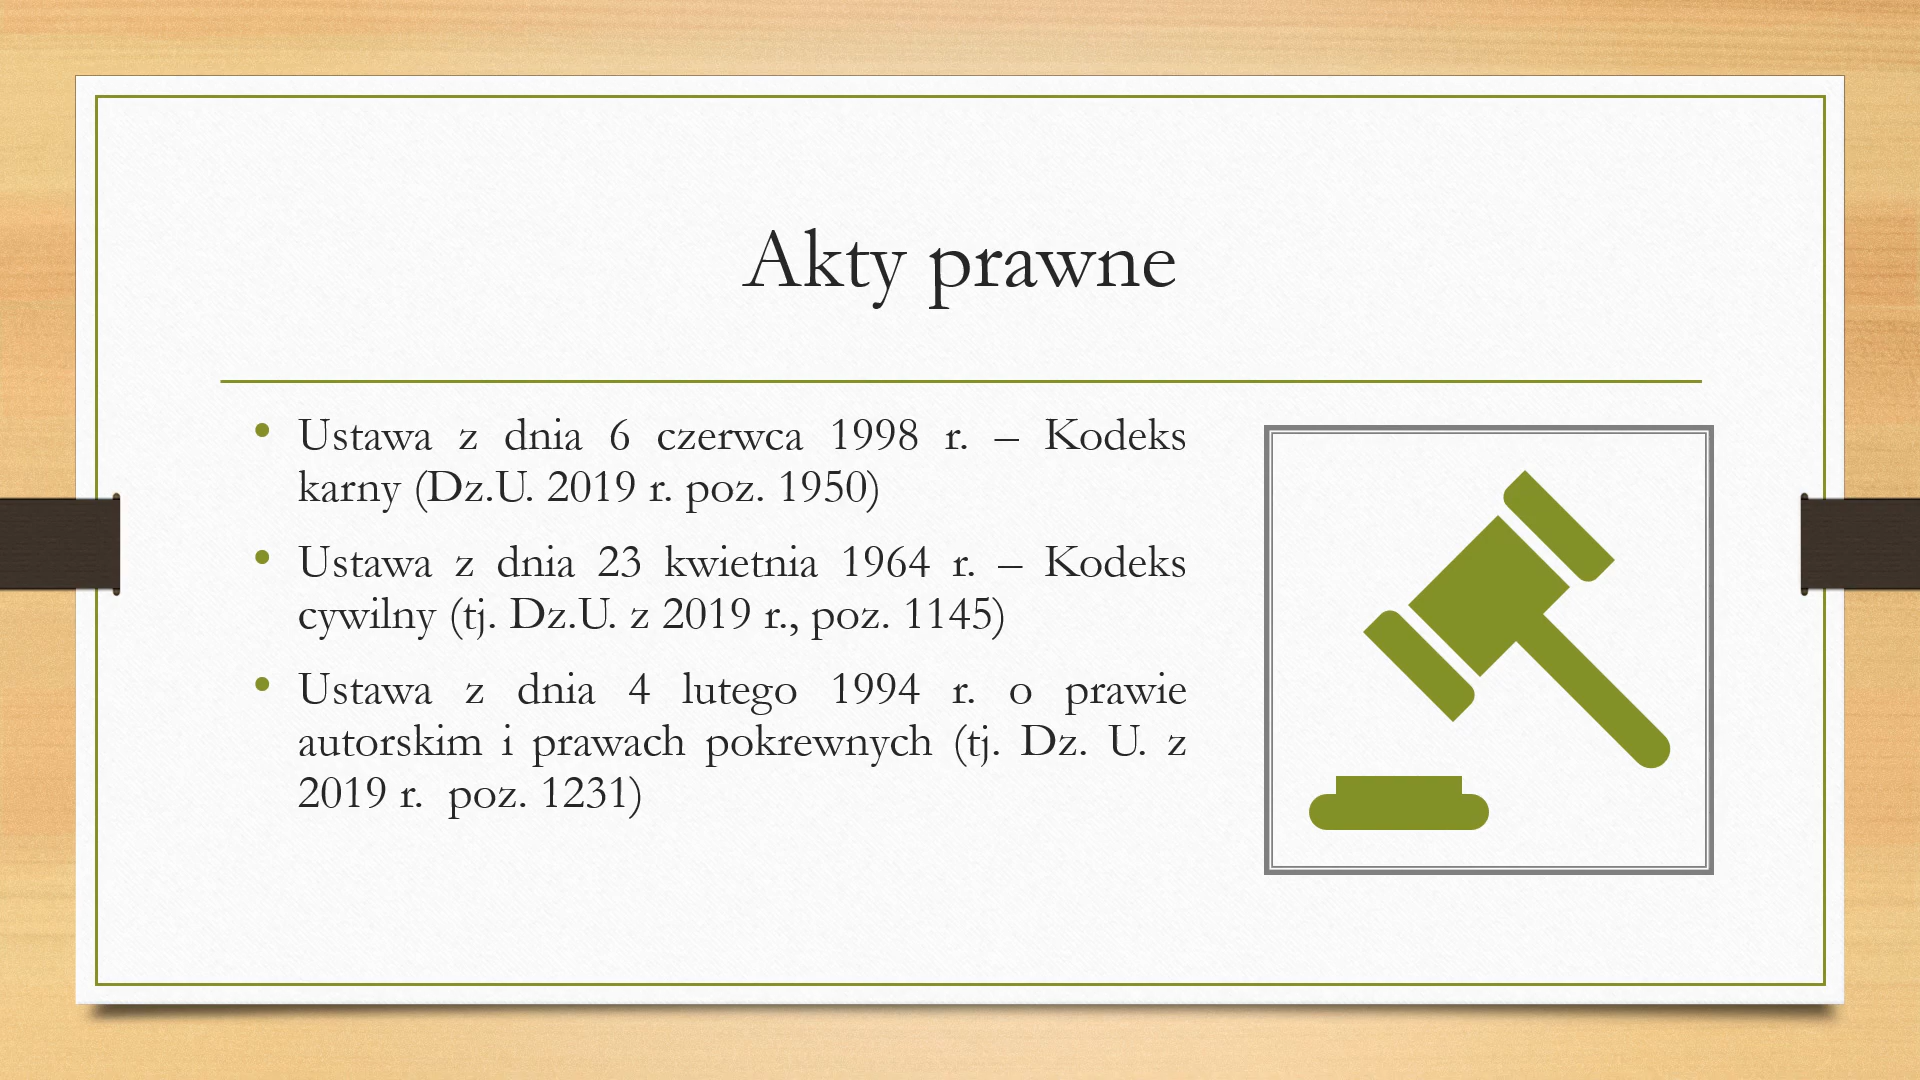 Akty prawne
• Ustawa z dnia 6 czerwca 1998 r. – Kodeks
karny (Dz.U. 2019 r. poz. 1950)
• Ustawa z dnia 23 kwietnia 1964 r. – Kodeks
cywilny (tj. Dz.U. z 2019 r., poz. 1145)
• Ustawa z dnia 4 lutego 1994 r. o prawie
autorskim i prawach pokrewnych (tj. Dz. U. z
2019 r.  poz. 1231)